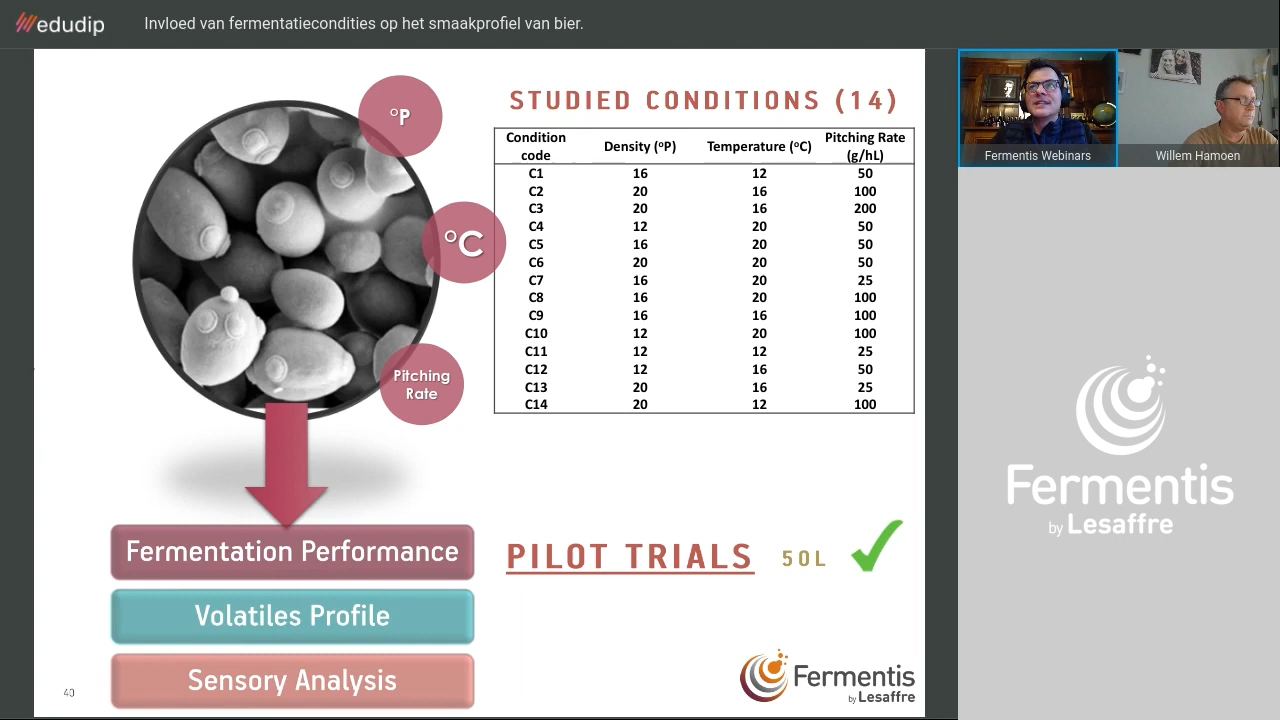 edudip
Invloed van fermentatiecondities op het smaakprofiel van bier.
°P
°C
Pitching
Rate
STUDIED CONDITIONS (14)
Condition code Density (ºP) Temperature (ºC) Pitching Rate (g/hL)
C1 16 12 50
C2 20 16 100
C3 20 16 200
C4 12 20 50
C5 16 20 50
C6 20 20 50
C7 16 20 25
C8 16 20 100
C9 16 16 100
C10 12 20 100
C11 12 12 25
C12 12 16 50
C13 20 16 25
C14 20 12 100
Fermentation Performance
Volatiles Profile
Sensory Analysis
PILOT TRIALS 50L
40
Fermentis
by Lesaffre
Fermentis Webinars
Willem Hamoen
Fermentis
by Lesaffre